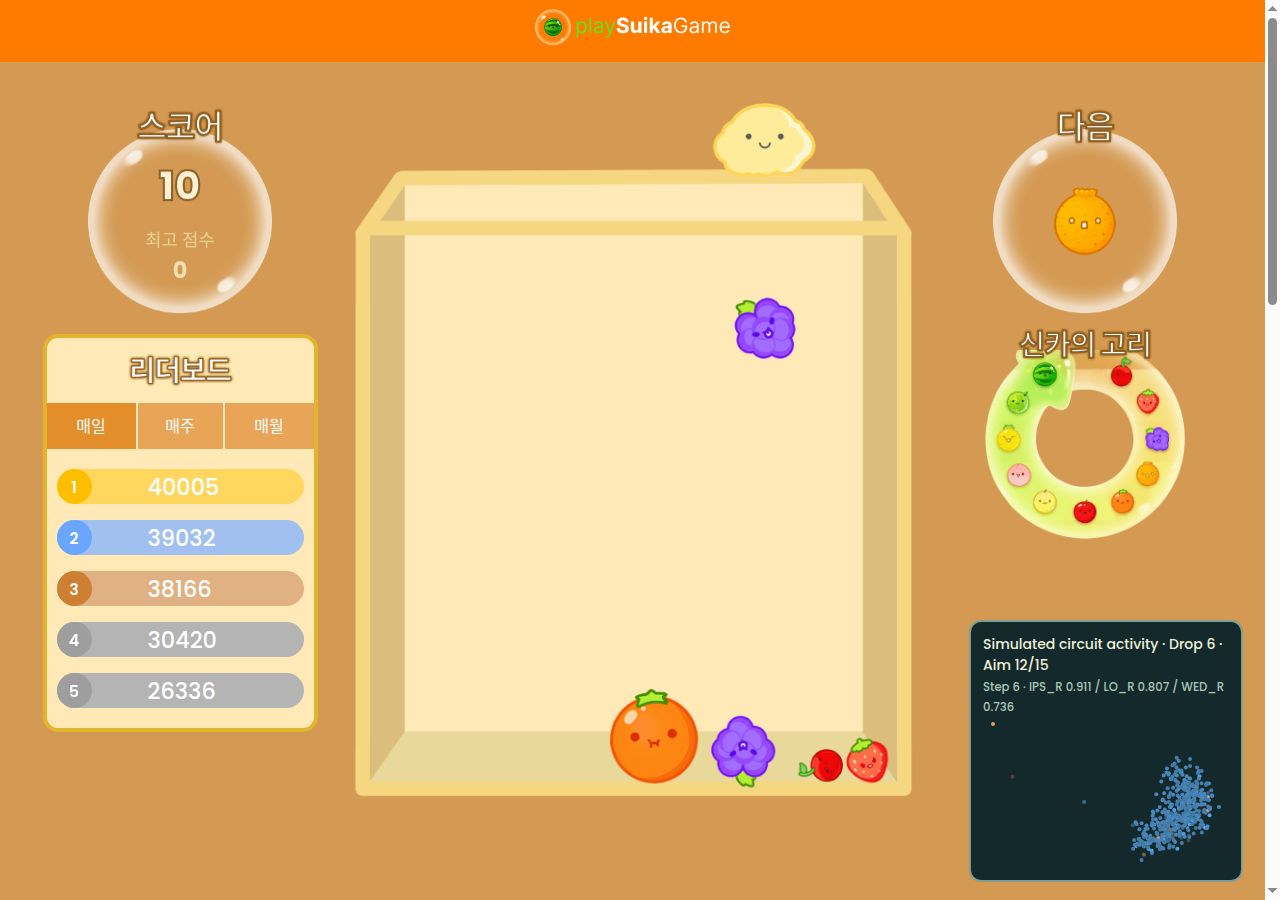 playSuikaGame
스코어
10
최고 점수
0
리더보드
매일 매주 매월
1 40005
2 39032
3 38166
4 30420
5 26336
다음
신카의 고리
Simulated circuit activity · Drop 6 ·
Aim 12/15
Step 6 · IPS_R 0.911 / LO_R 0.807 / WED_R
0.736